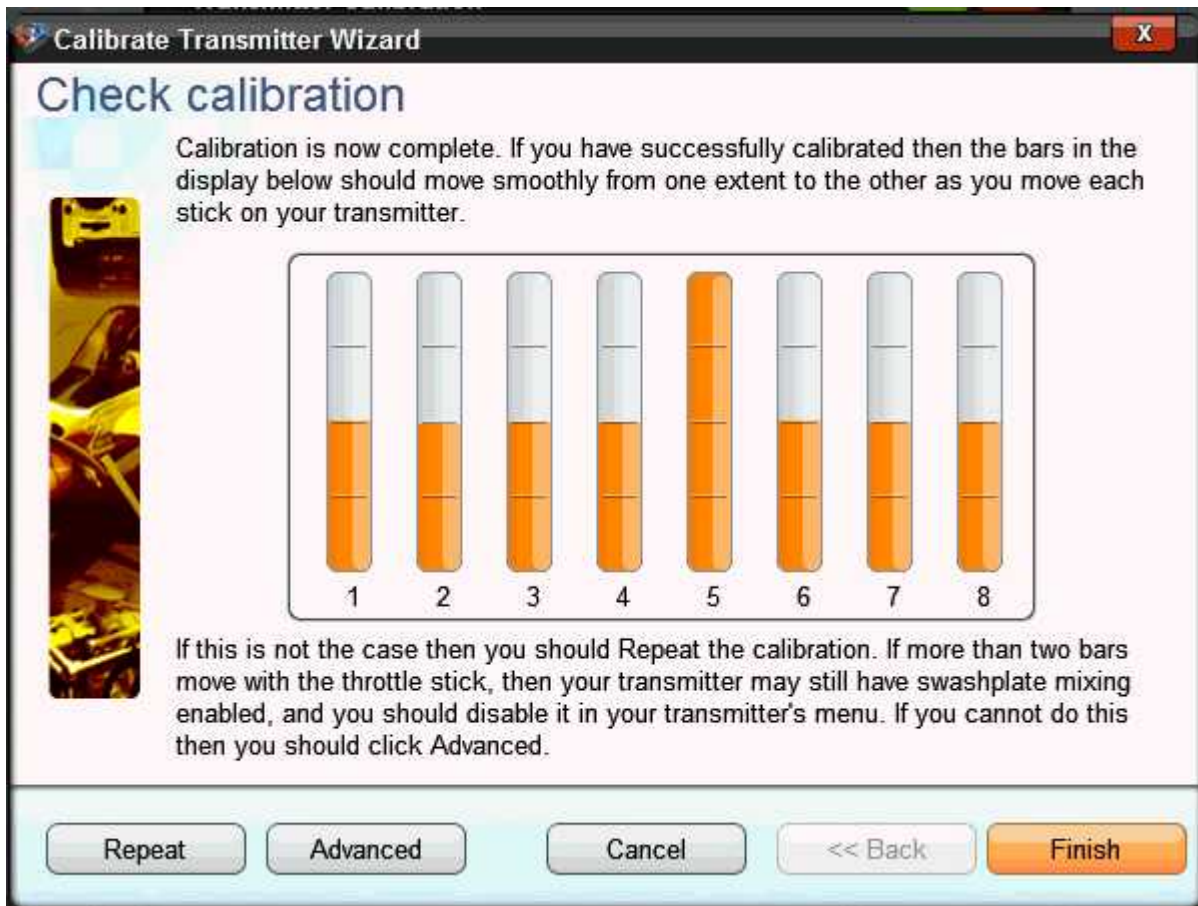 Transmitter Calibration
Calibrate Transmitter Wizard
X
Check calibration
Calibration is now complete. If you have successfully calibrated then the bars in the
display below should move smoothly from one extent to the other as you move each
stick on your transmitter.
1 2 3 4 5 6 7 8
If this is not the case then you should Repeat the calibration. If more than two bars
move with the throttle stick, then your transmitter may still have swashplate mixing
enabled, and you should disable it in your transmitter's menu. If you cannot do this
then you should click Advanced.
Repeat Advanced Cancel << Back Finish